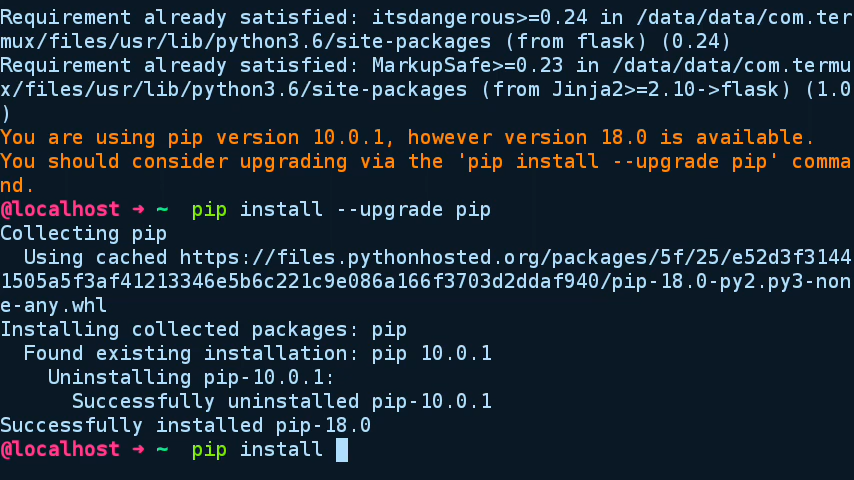 Requirement already satisfied: itsdangerous>=0.24 in /data/data/com.ter
mux/files/usr/lib/python3.6/site-packages (from flask) (0.24)
Requirement already satisfied: MarkupSafe>=0.23 in /data/data/com.termu
x/files/usr/lib/python3.6/site-packages (from Jinja2>=2.10->flask) (1.0
)
You are using pip version 10.0.1, however version 18.0 is available.
You should consider upgrading via the 'pip install --upgrade pip' comma
nd.
@localhost ➜ ~  pip install --upgrade pip
Collecting pip
  Using cached https://files.pythonhosted.org/packages/5f/25/e52d3f3144
1505a5f3af41213346e5b6c221c9e086a166f3703d2ddaf940/pip-18.0-py2.py3-non
e-any.whl
Installing collected packages: pip
  Found existing installation: pip 10.0.1
    Uninstalling pip-10.0.1:
      Successfully uninstalled pip-10.0.1
Successfully installed pip-18.0
@localhost ➜ ~  pip install